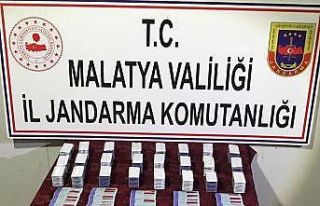 T.C.
MALATYA VALİLİĞİ
İL JANDARMA KOMUTANLIĞI